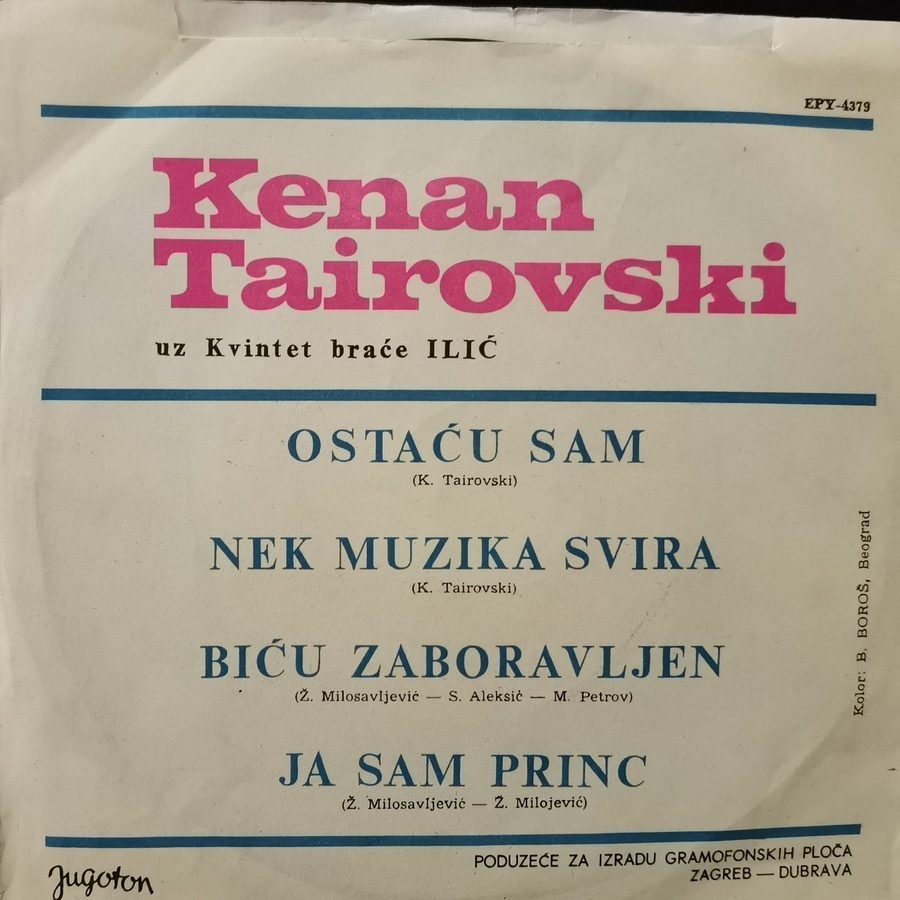 EPY-4379
Kenan
Tairovski
uz Kvintet braće ILIĆ
OSTAĆU SAM
(K. Tairovski)
NEK MUZIKA SVIRA
(K. Tairovski)
BIĆU ZABORAVLJEN
(Ž. Milosavljević — S. Aleksić — M. Petrov)
JA SAM PRINC
(Ž. Milosavljević — Ž. Milojević)
Kolor: B. BOROŠ, Beograd
Jugoton
PODUZEĆE ZA IZRADU GRAMOFONSKIH PLOČA
ZAGREB — DUBRAVA